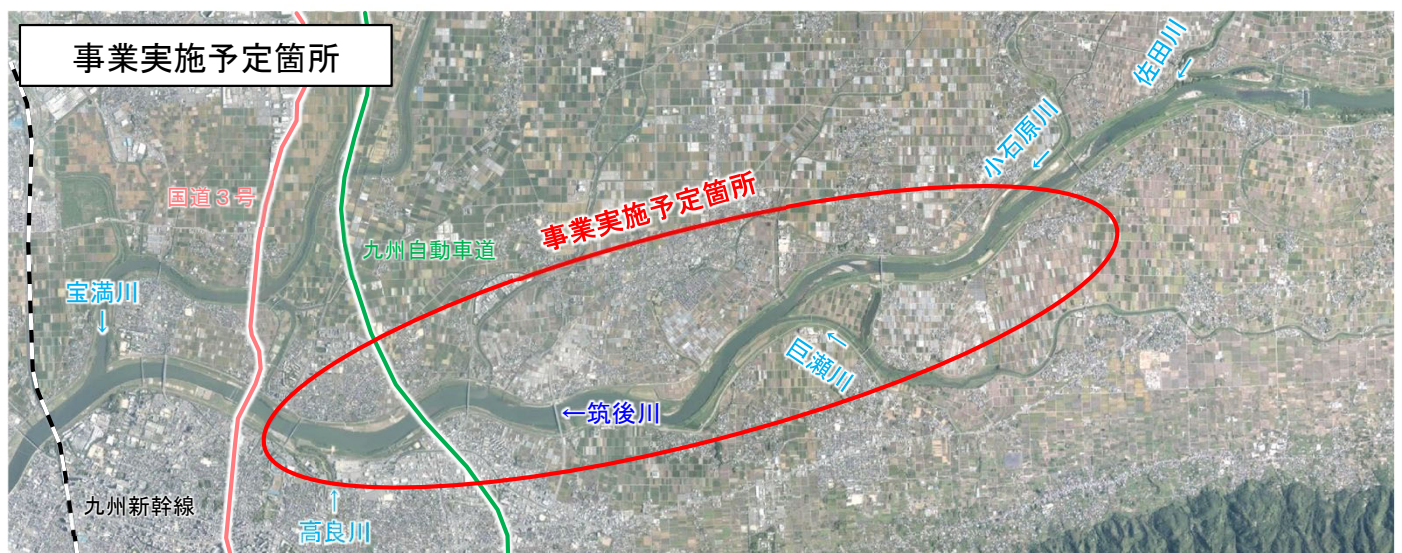 事業実施予定箇所
佐田川
←
小石原川
←
事業実施予定箇所
国道３号
九州自動車道
宝満川
↓
巨瀬川
←
←筑後川
九州新幹線
↑
高良川